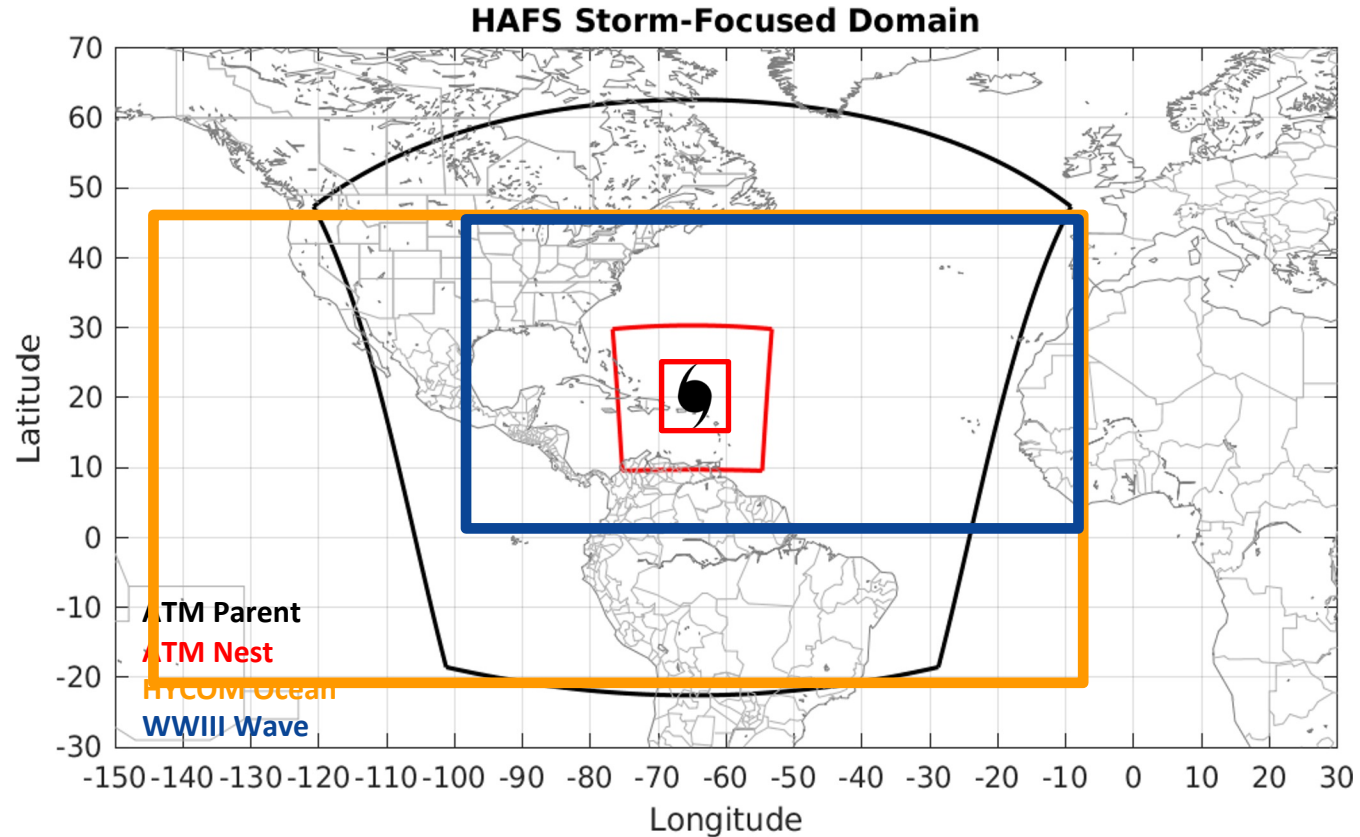 HAFS Storm-Focused Domain
70
60
50
40
30
20
10
0
-10
-20
-30
Latitude
ATM Parent
ATM Nest
HYCOM Ocean
WWIII Wave
-150 -140 -130 -120 -110 -100 -90 -80 -70 -60 -50 -40 -30 -20 -10 0 10 20 30
Longitude